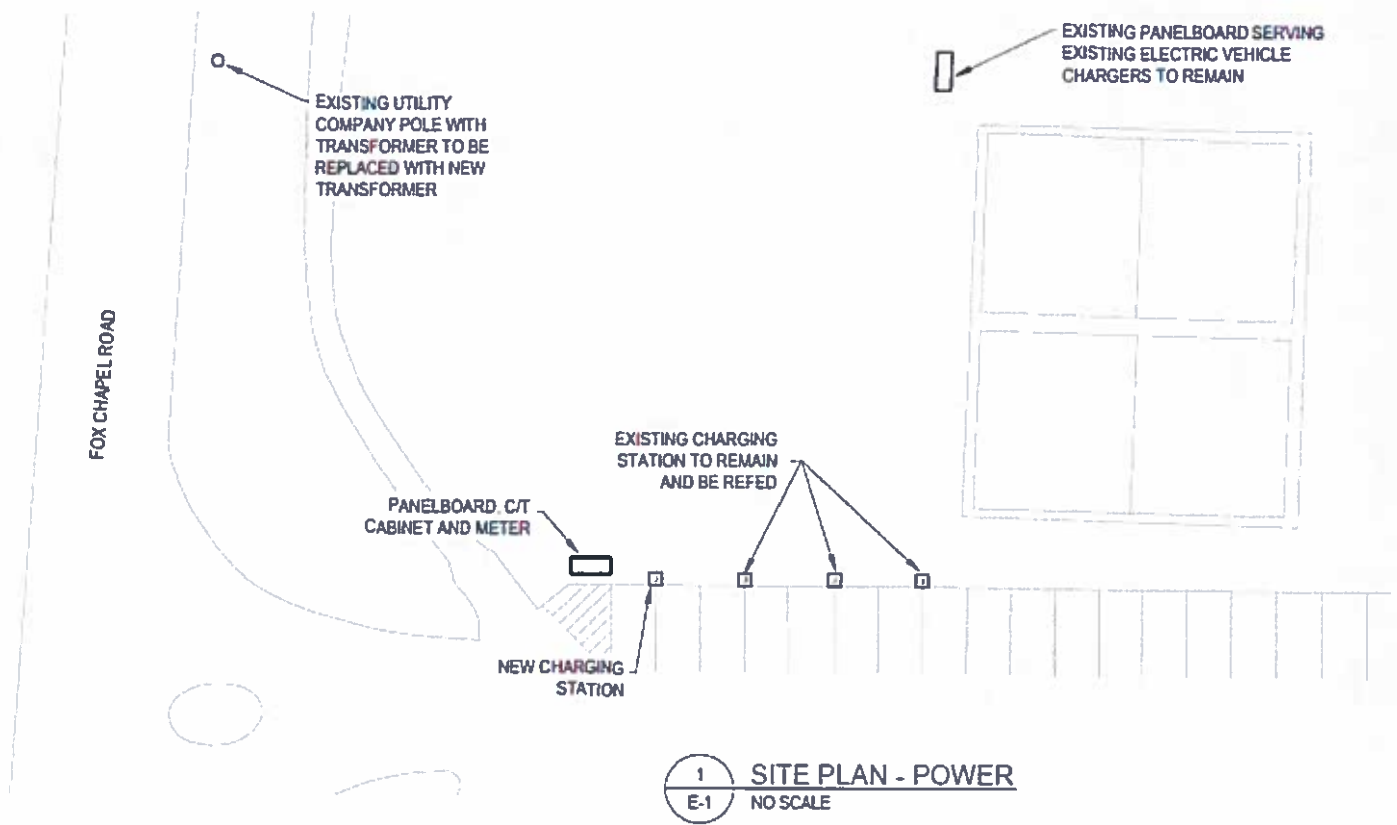 EXISTING PANELBOARD SERVING
EXISTING ELECTRIC VEHICLE
CHARGERS TO REMAIN
EXISTING UTILITY
COMPANY POLE WITH
TRANSFORMER TO BE
REPLACED WITH NEW
TRANSFORMER
FOX CHAPEL ROAD
EXISTING CHARGING
STATION TO REMAIN
AND BE REFED
PANELBOARD, C/T
CABINET AND METER
NEW CHARGING
STATION
1
E-1
SITE PLAN - POWER
NO SCALE